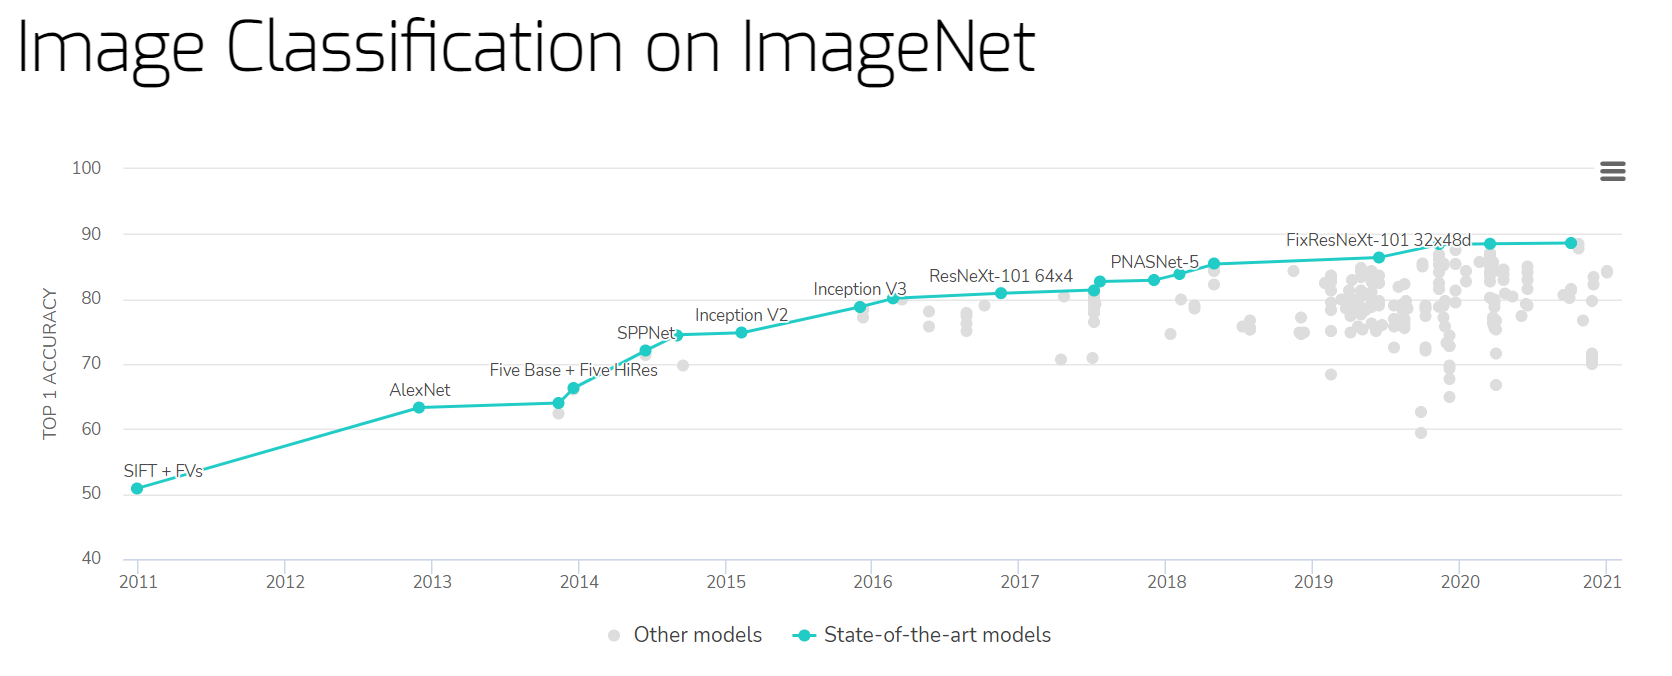 Image Classification on ImageNet
100
90
80
70
60
50
40
TOP 1 ACCURACY
SIFT + FVs
AlexNet
Five Base + Five HiRes
SPPNet
Inception V2
Inception V3
ResNeXt-101 64x4
PNASNet-5
FixResNeXt-101 32x48d
2011 2012 2013 2014 2015 2016 2017 2018 2019 2020 2021
Other models State-of-the-art models